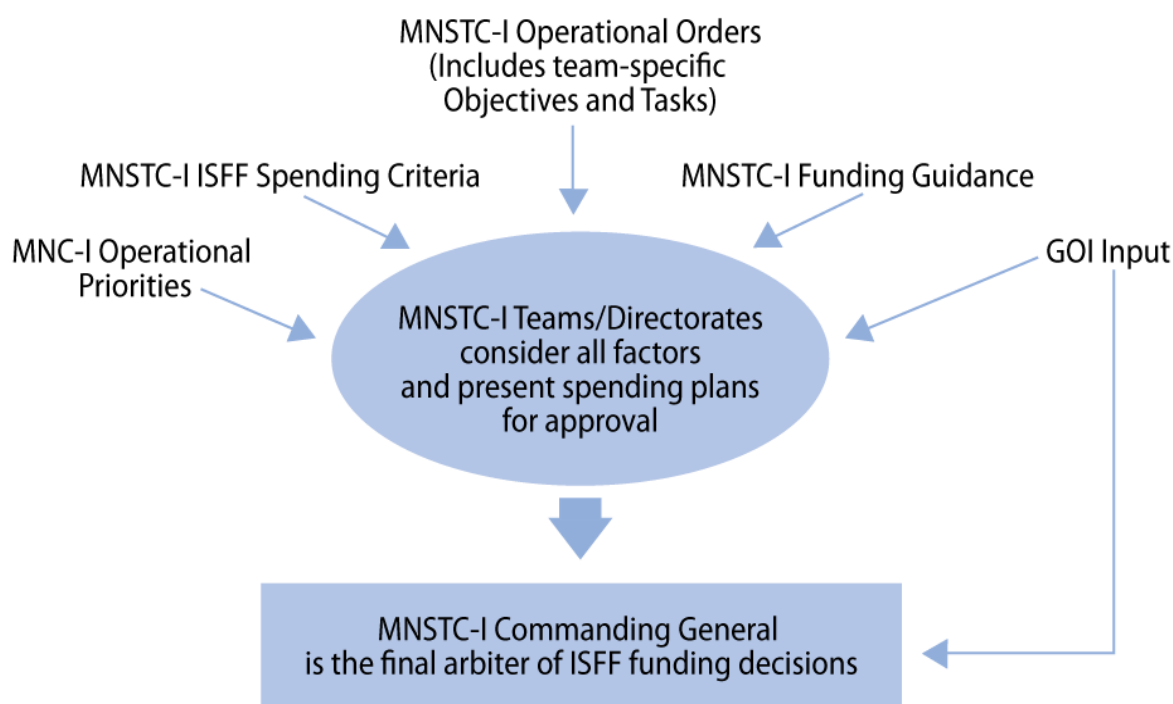 MNSTC-I Operational Orders
(Includes team-specific
Objectives and Tasks)
MNSTC-I ISFF Spending Criteria
MNSTC-I Funding Guidance
MNC-I Operational
Priorities
GOI Input
MNSTC-I Teams/Directorates
consider all factors
and present spending plans
for approval
MNSTC-I Commanding General
is the final arbiter of ISFF funding decisions